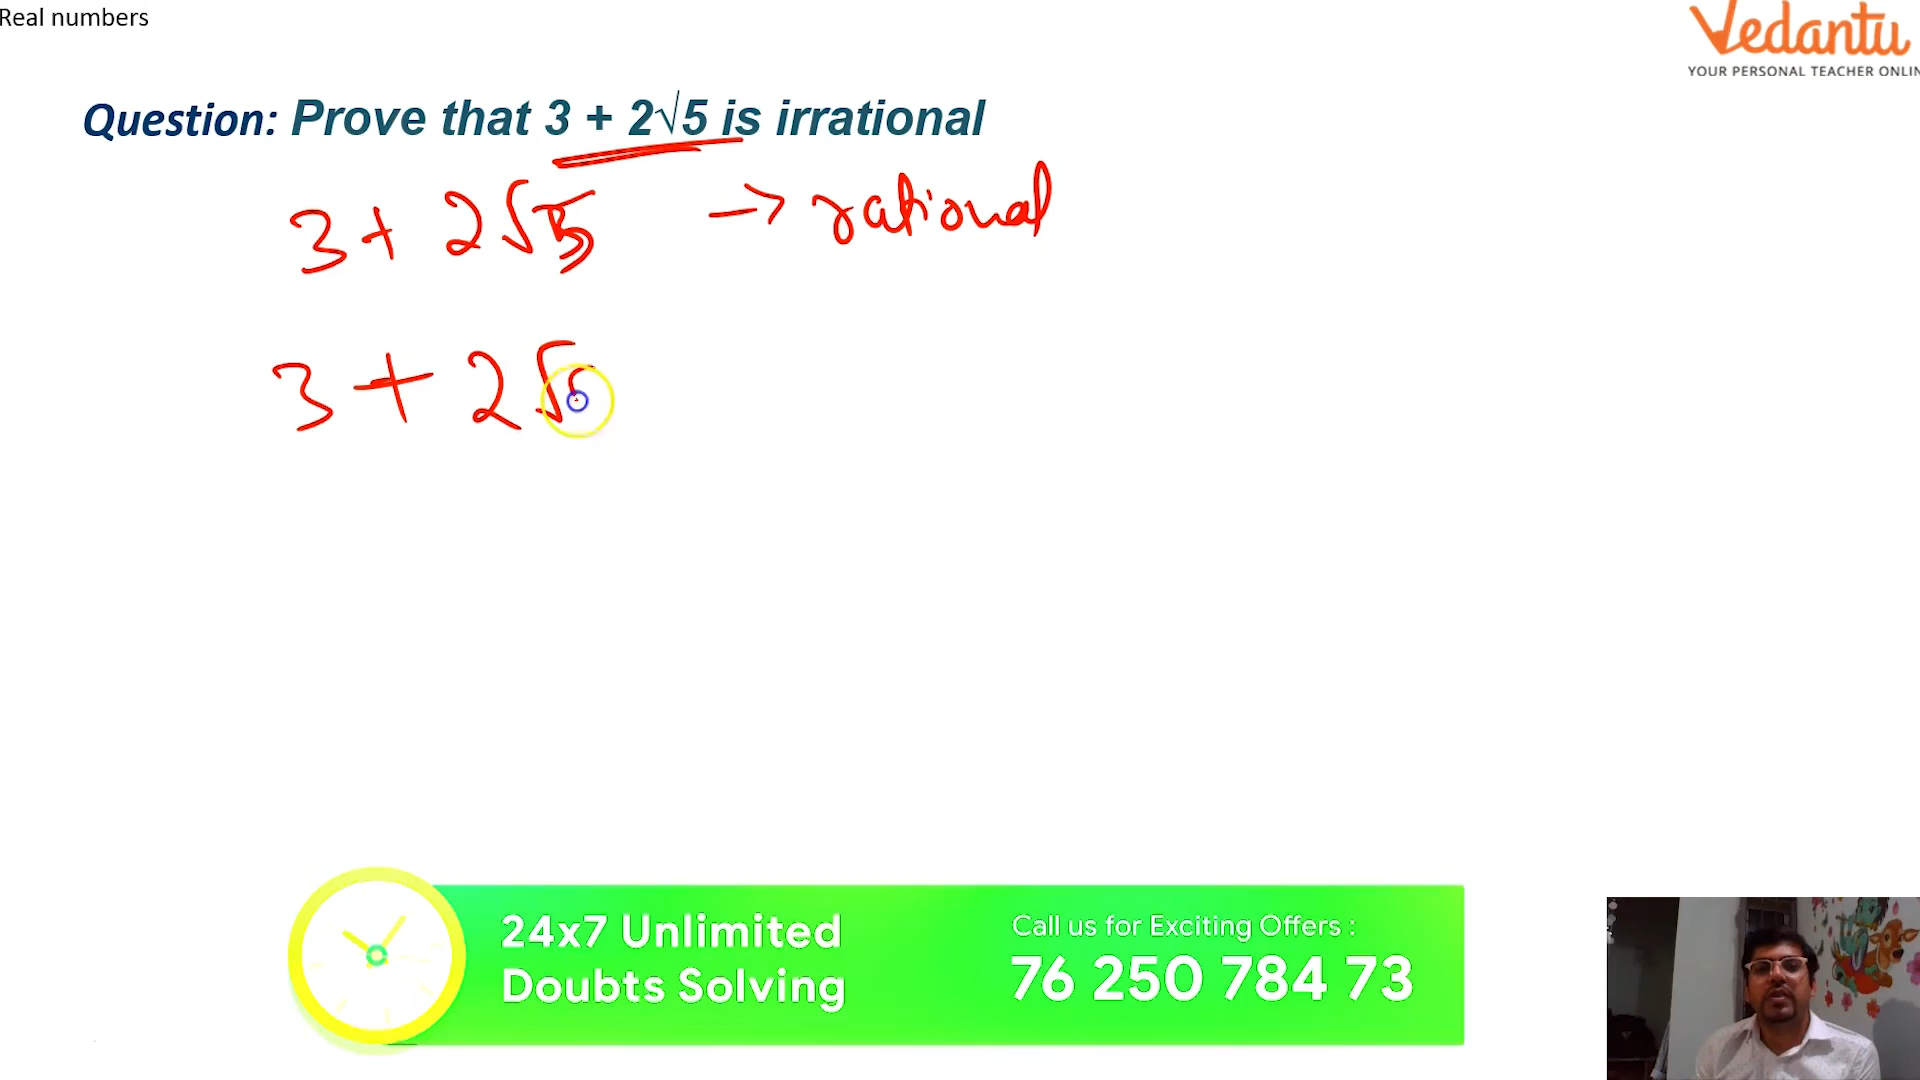 Real numbers
Vedantu
YOUR PERSONAL TEACHER ONLIN
Question: Prove that 3 + 2√5 is irrational
3 + 2√5 → rational
3 + 2√
24x7 Unlimited
Doubts Solving
Call us for Exciting Offers :
76 250 784 73